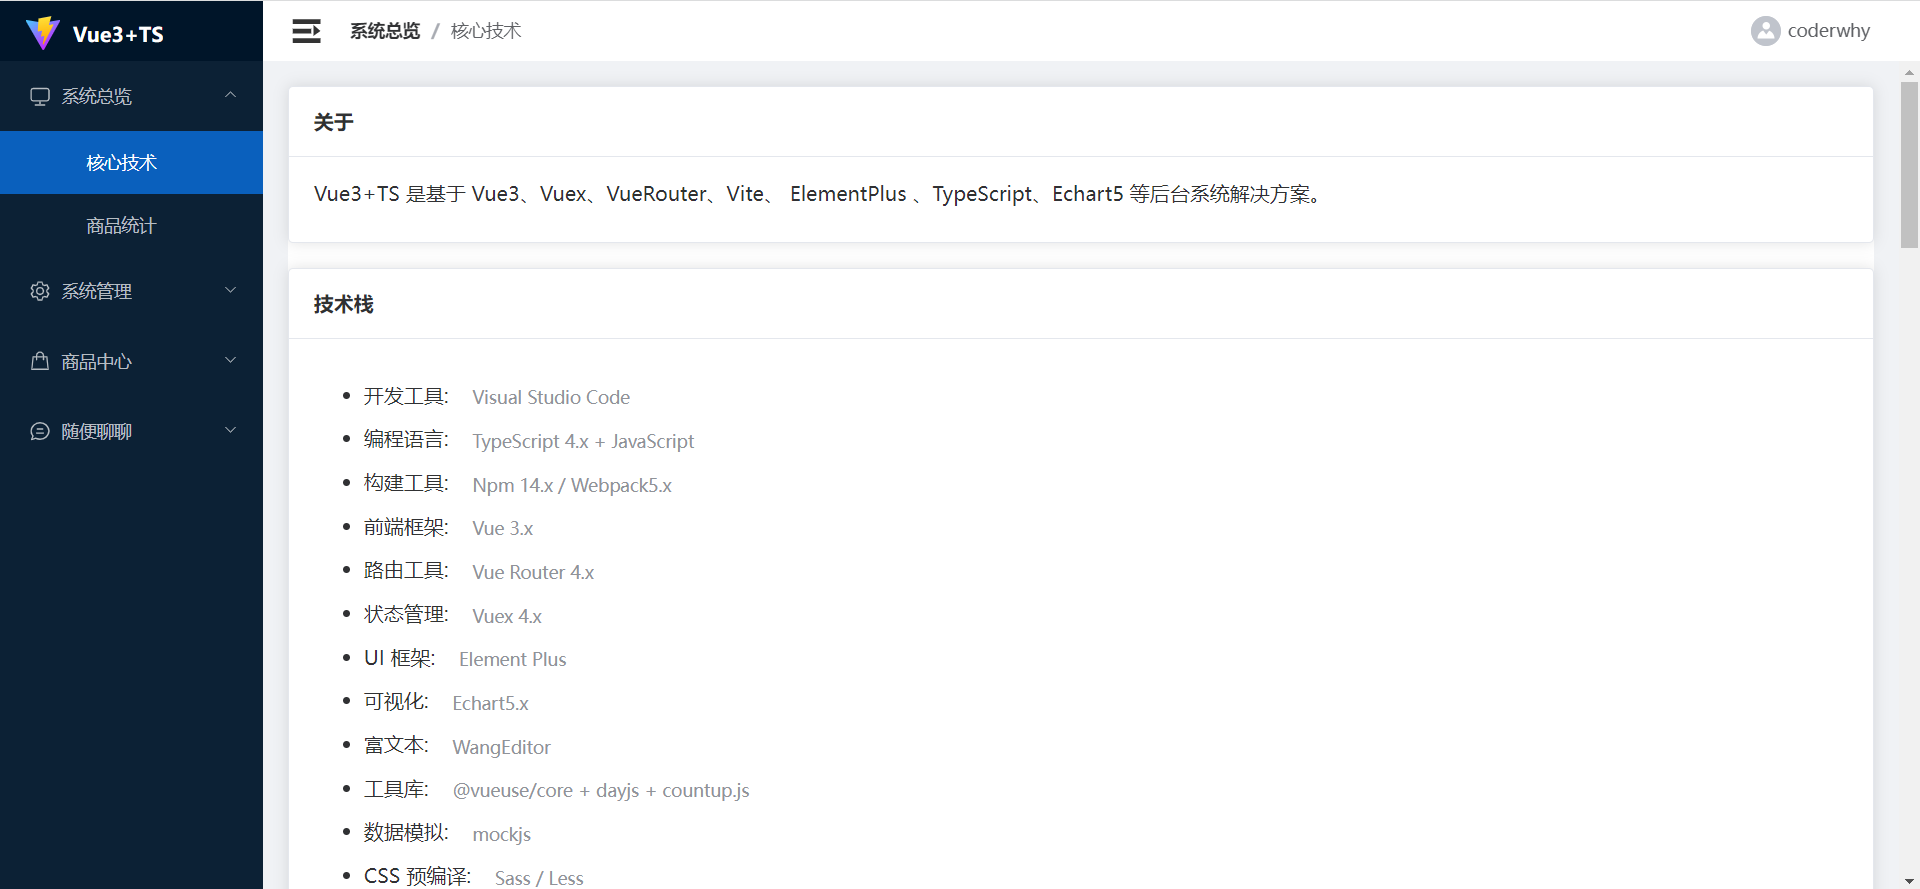 Vue3+TS
系统总览
核心技术
商品统计
系统管理
商品中心
随便聊聊
系统总览 / 核心技术
coderwhy
关于
Vue3+TS 是基于 Vue3、Vuex、VueRouter、Vite、 ElementPlus 、TypeScript、Echart5 等后台系统解决方案。
技术栈
• 开发工具: Visual Studio Code
• 编程语言: TypeScript 4.x + JavaScript
• 构建工具: Npm 14.x / Webpack5.x
• 前端框架: Vue 3.x
• 路由工具: Vue Router 4.x
• 状态管理: Vuex 4.x
• UI 框架: Element Plus
• 可视化: Echart5.x
• 富文本: WangEditor
• 工具库: @vueuse/core + dayjs + countup.js
• 数据模拟: mockjs
• CSS 预编译: Sass / Less